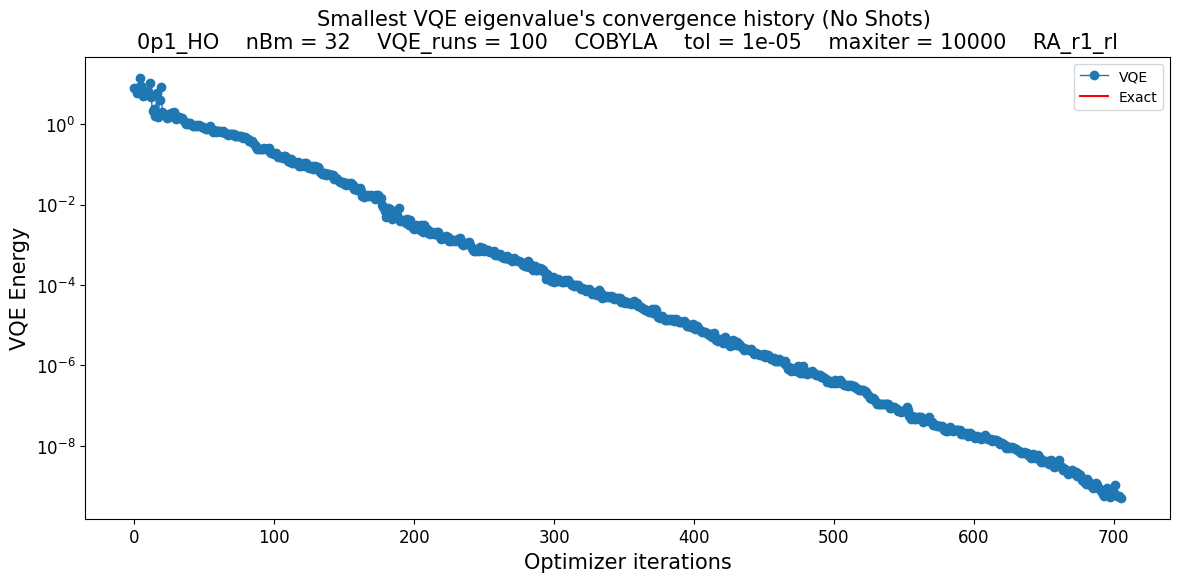 Smallest VQE eigenvalue's convergence history (No Shots)
0p1_HO    nBm = 32    VQE_runs = 100    COBYLA    tol = 1e-05    maxiter = 10000    RA_r1_rl
VQE
Exact
VQE Energy
10^0
10^-2
10^-4
10^-6
10^-8
0 100 200 300 400 500 600 700
Optimizer iterations